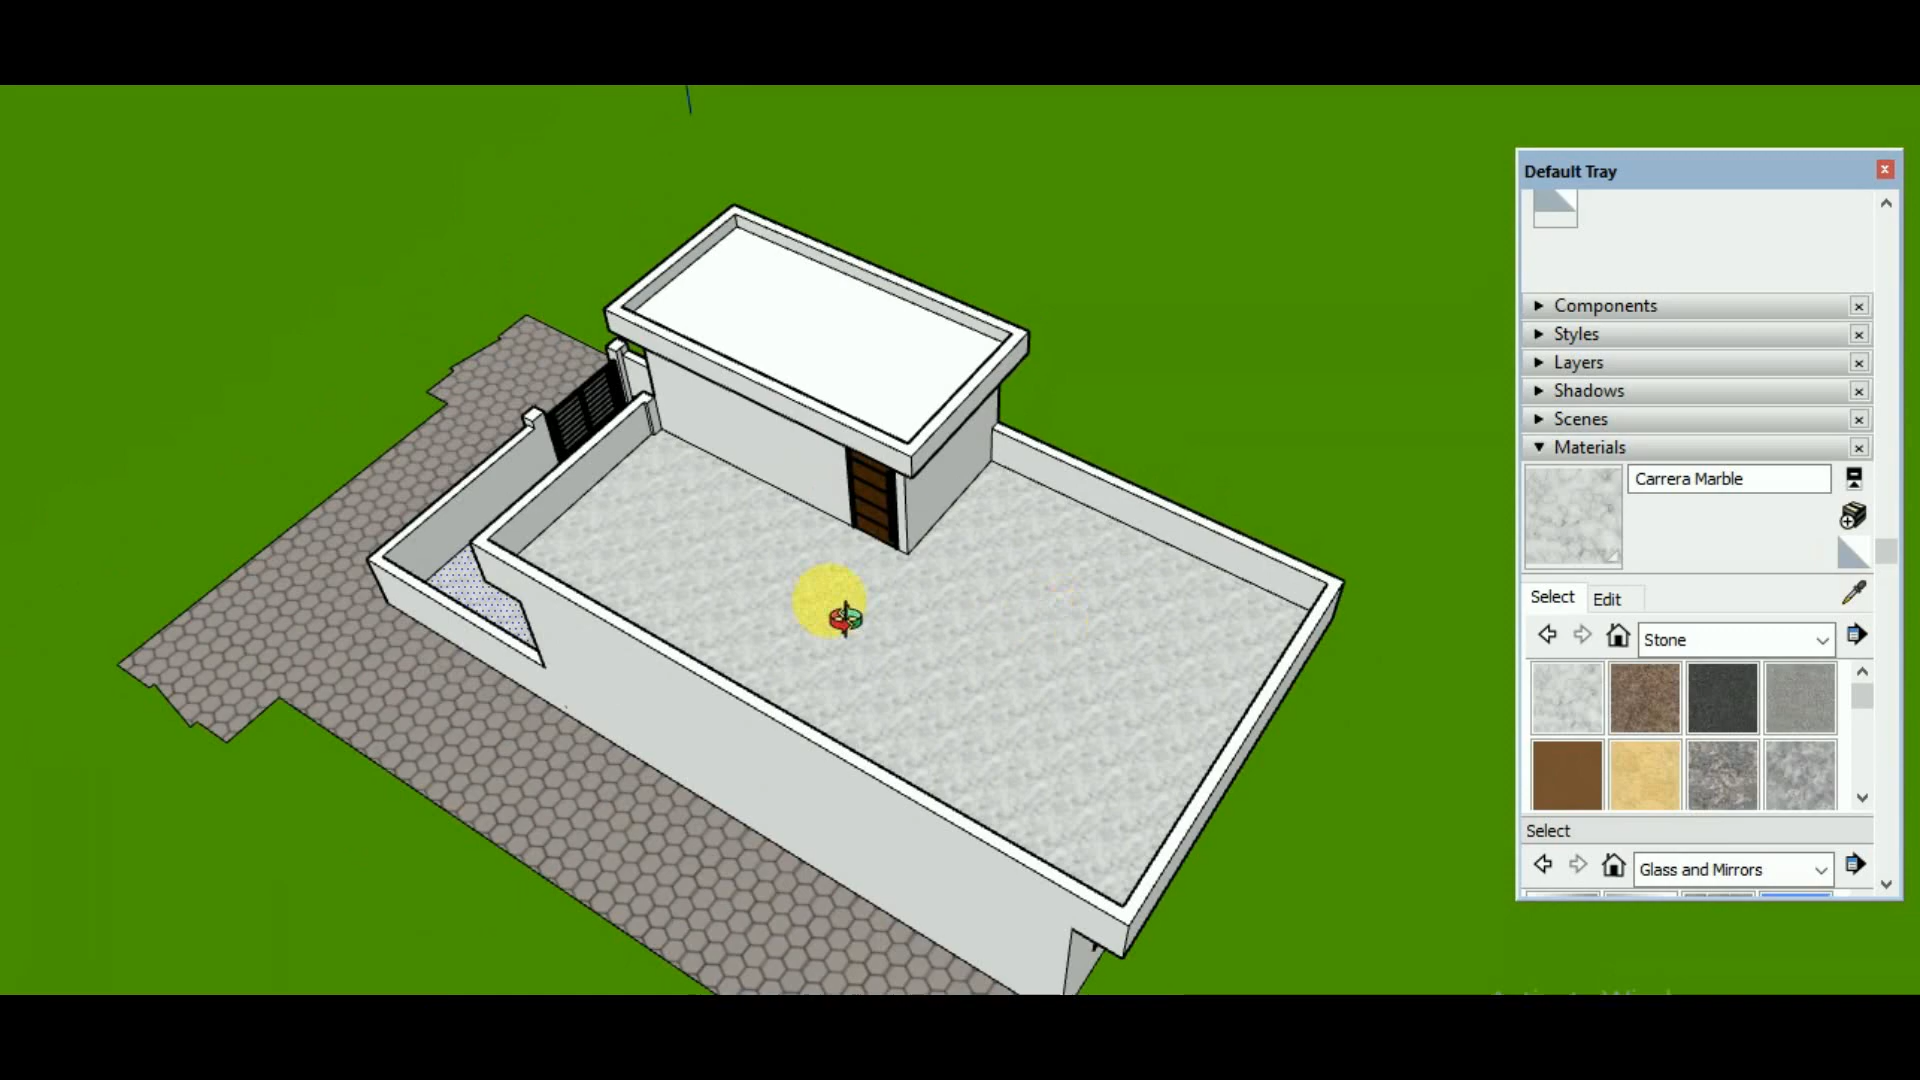 Default Tray
Components
Styles
Layers
Shadows
Scenes
Materials
Carrera Marble
Select
Edit
Stone
Select
Glass and Mirrors